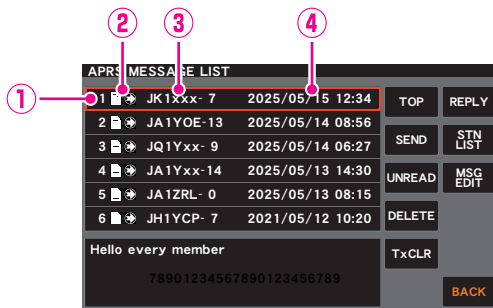 ② ③ ④
①
APRS MESSAGE LIST
1 JK1xxx- 7 2025/05/15 12:34
2 JA1YOE-13 2025/05/14 08:56
3 JQ1Yxx- 9 2025/05/14 06:27
4 JA1Yxx-14 2025/05/13 14:30
5 JA1ZRL- 0 2025/05/13 08:15
6 JH1YCP- 7 2021/05/12 10:20
Hello every member
78901234567890123456789
TOP REPLY
SEND STN LIST
UNREAD MSG EDIT
DELETE
TxCLR
BACK